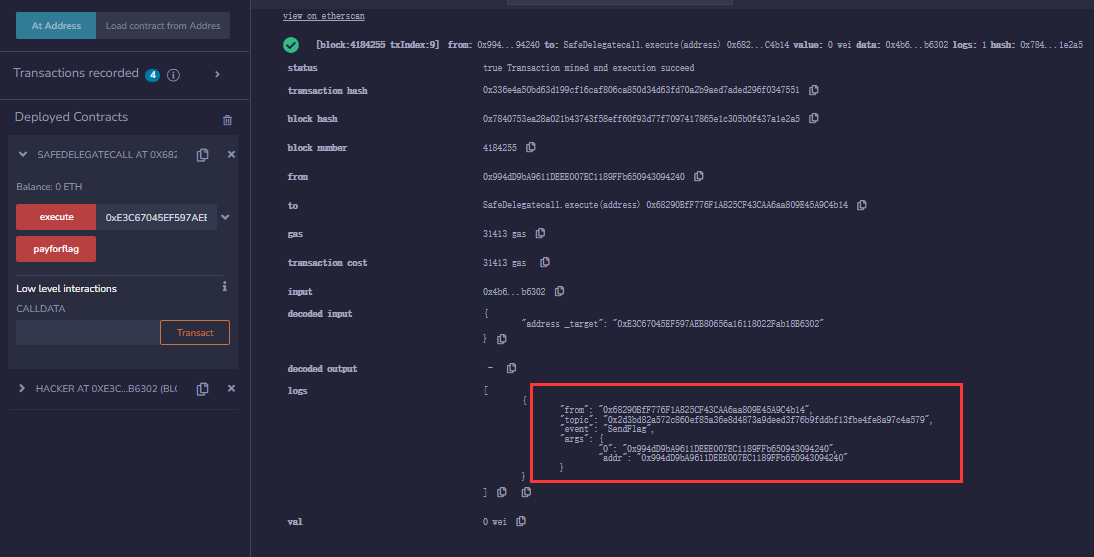 At Address
Load contract from Addres
Transactions recorded 4
Deployed Contracts
SAFEDELEGATECALL AT 0X682
Balance: 0 ETH
execute
0xE3C67045EF597AEE
payforflag
Low level interactions
CALLDATA
Transact
HACKER AT 0XE3C...B6302 (BLO
view on etherscan
[block:4184255 txIndex:9] from: 0x994...94240 to: SafeDelegatecall.execute(address) 0x682...C4b14 value: 0 wei data: 0x4b6...b6302 logs: 1 hash: 0x784...1e2a5
status true Transaction mined and execution succeed
transaction hash 0x336e4a50bd63d199cf16caf806ca850d34d63fd70a2b9aed7aded296f0347551
block hash 0x7840753ea28a021b43743f58eff60f93d77f7097417865e1c305b0f437a1e2a5
block number 4184255
from 0x994dD9bA9611DEEE007EC1189FFb650943094240
to SafeDelegatecall.execute(address) 0x68290BfF776F1A825CF43CAA6aa809E45A9C4b14
gas 31413 gas
transaction cost 31413 gas
input 0x4b6...b6302
decoded input {
"address _target": "0xE3C67045EF597AEB80656a16118022Fab18B6302"
}
decoded output -
logs [
{
"from": "0x68290BfF776F1A825CF43CAA6aa809E45A9C4b14",
"topic": "0x2d3bd82a572c860ef85a36e8d4873a9deed3f76b9fddbf13fbe4fe8a97c4a579",
"event": "SendFlag",
"args": {
"0": "0x994dD9bA9611DEEE007EC1189FFb650943094240",
"addr": "0x994dD9bA9611DEEE007EC1189FFb650943094240"
}
}
]
val 0 wei